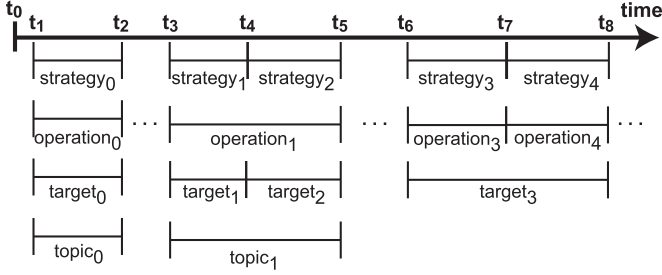 t0 t1 t2 t3 t4 t5 t6 t7 t8 time
strategy0 strategy1 strategy2 strategy3 strategy4
operation0 ... operation1 ... operation3 operation4 ...
target0 target1 target2 target3
topic0 topic1